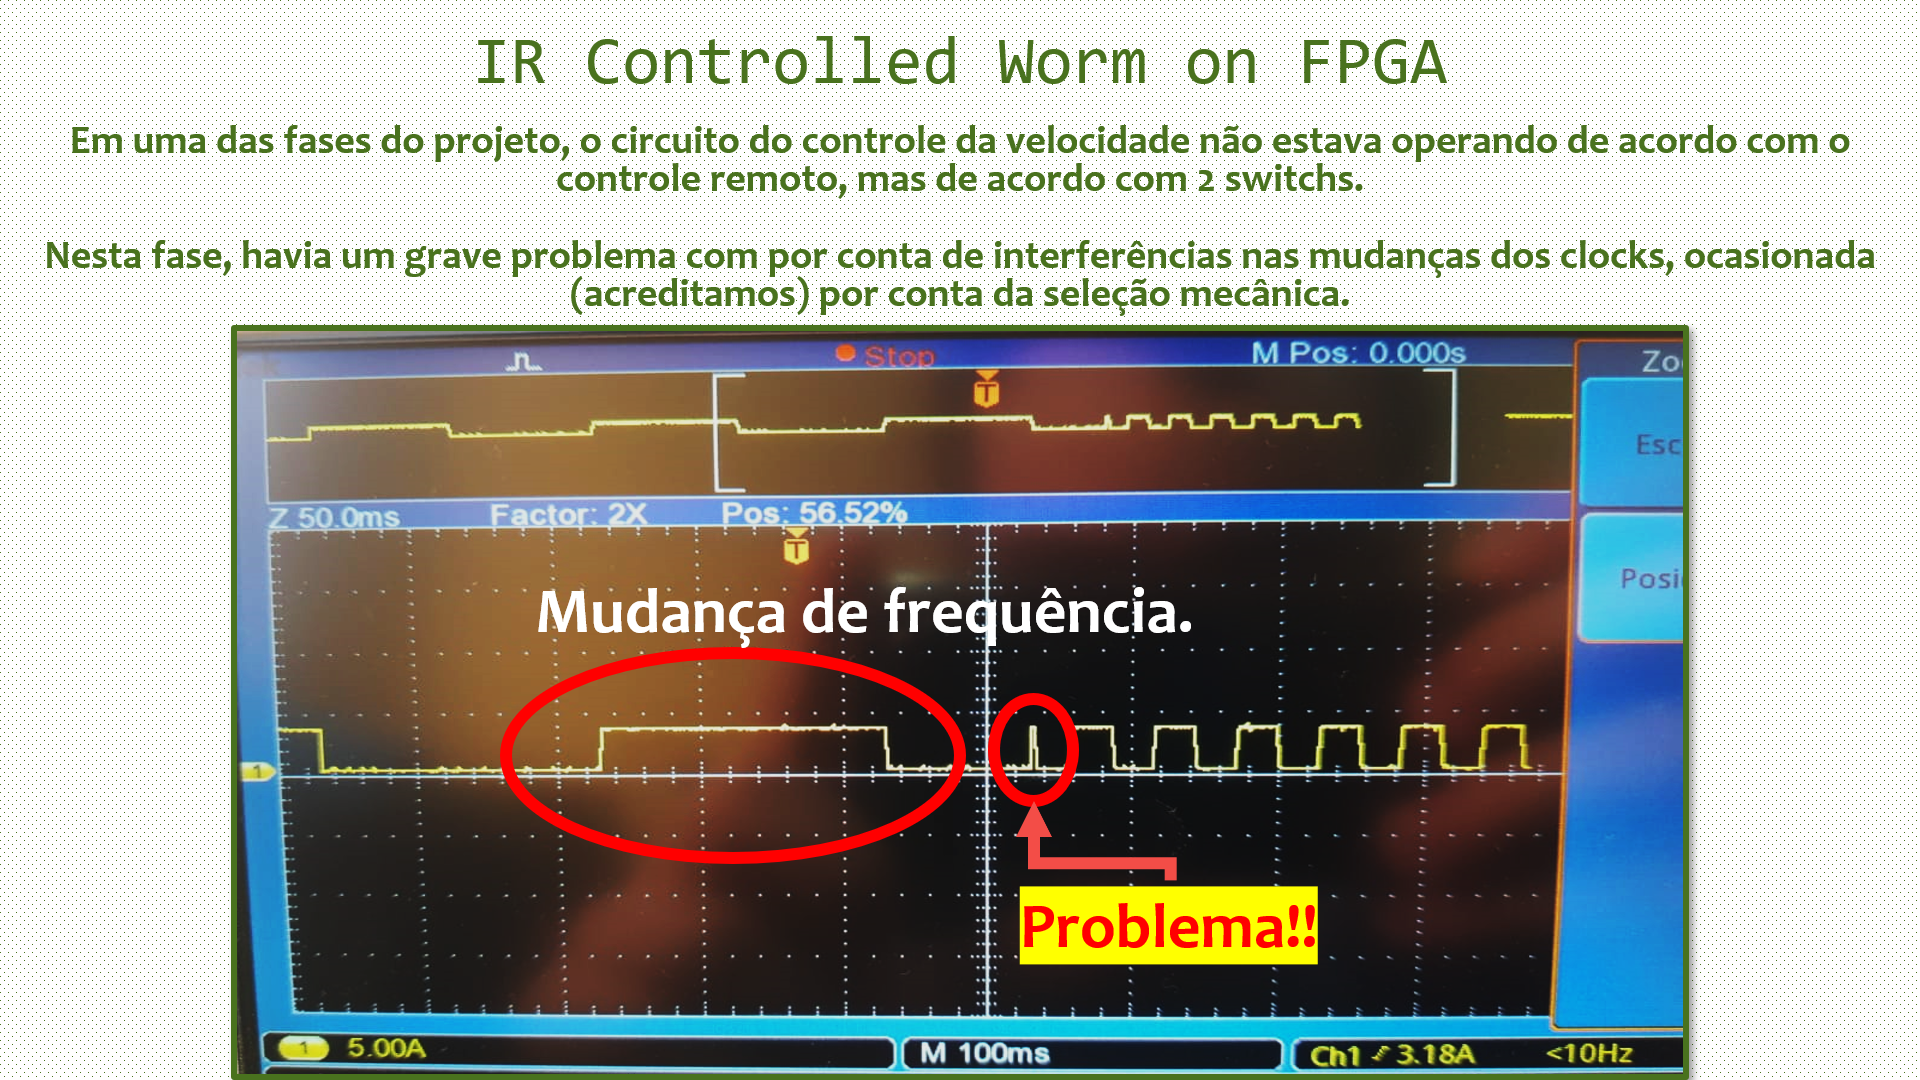 IR Controlled Worm on FPGA
Em uma das fases do projeto, o circuito do controle da velocidade não estava operando de acordo com o
controle remoto, mas de acordo com 2 switchs.
Nesta fase, havia um grave problema com por conta de interferências nas mudanças dos clocks, ocasionada
(acreditamos) por conta da seleção mecânica.
Stop
M Pos: 0.000s
Zo
T
Esc
Z 50.0ms Factor: 2X Pos: 56.52%
T
Posi
Mudança de frequência.
1
Problema!!
1 5.00A M 100ms Ch1 3.18A <10Hz